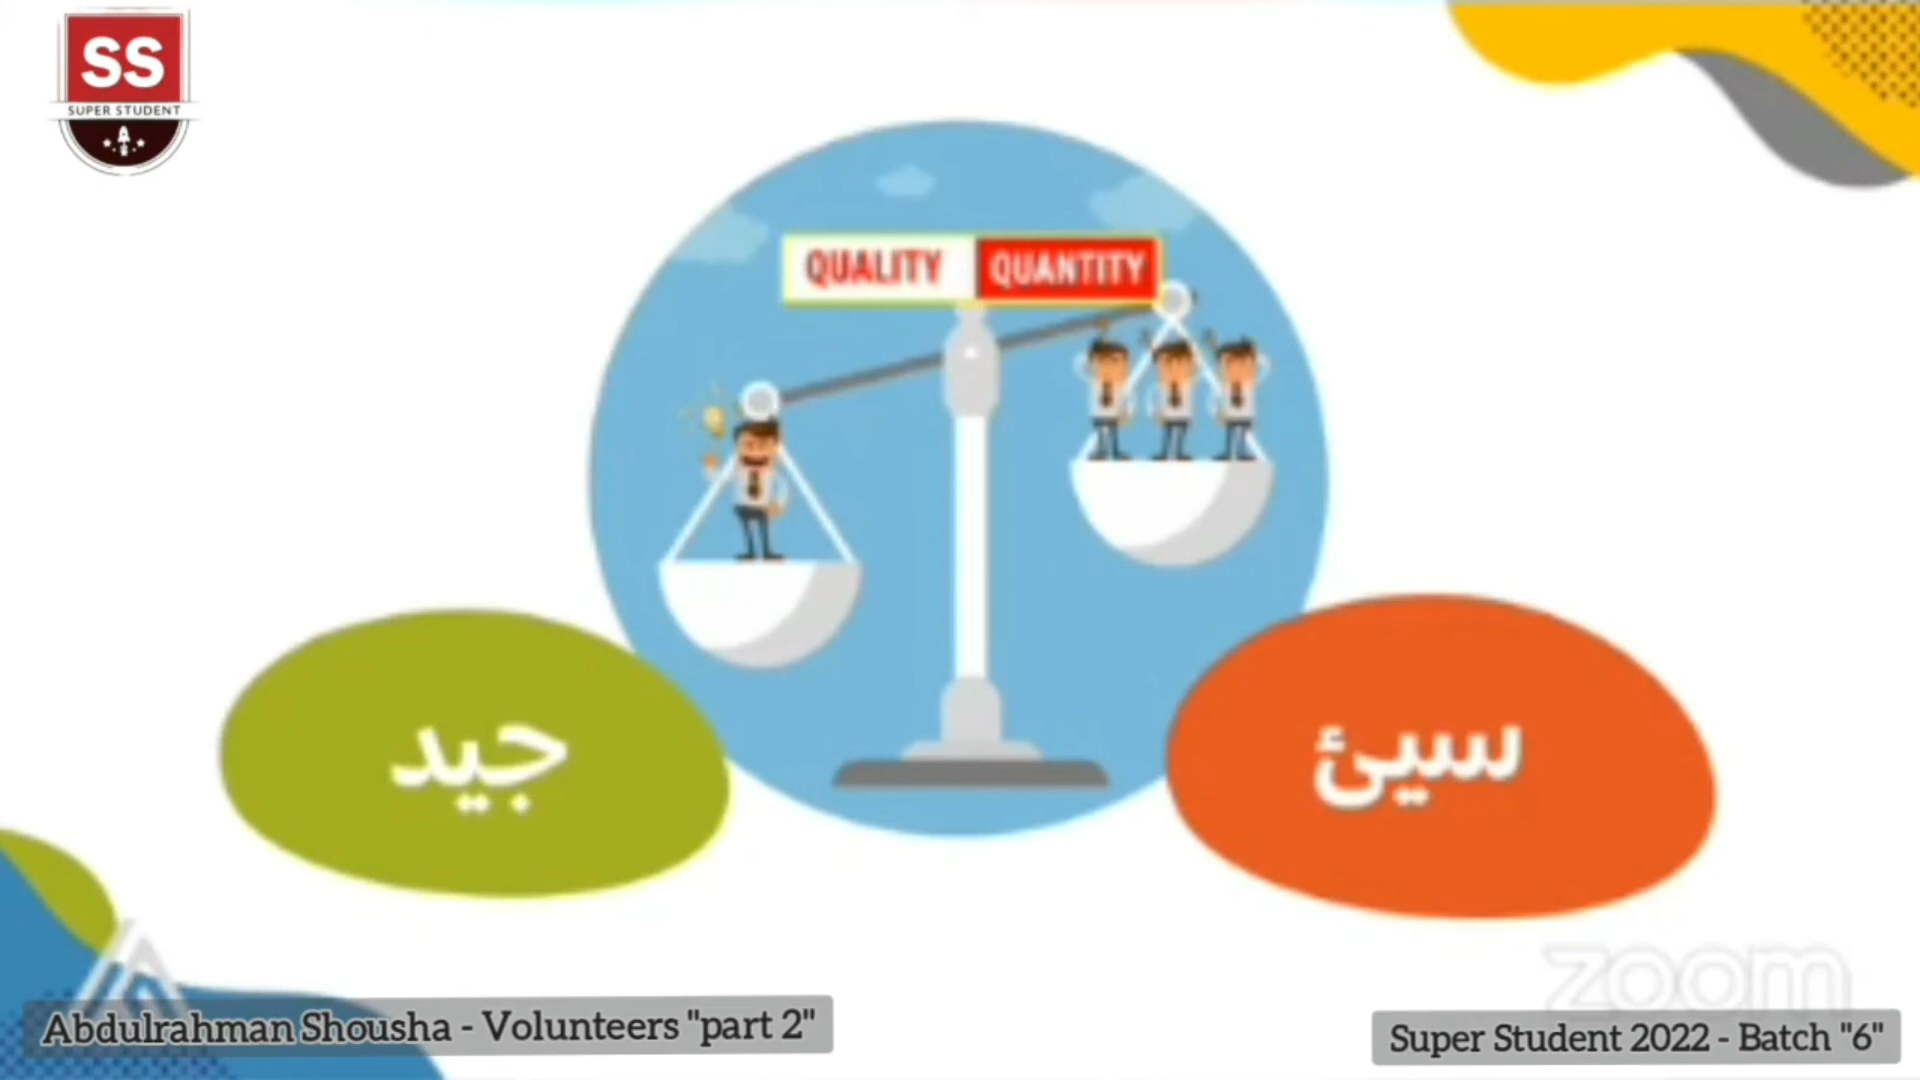 SS
SUPER STUDENT
QUALITY QUANTITY
جيد
سيئ
zoom
Abdulrahman Shousha - Volunteers "part 2"
Super Student 2022 - Batch "6"